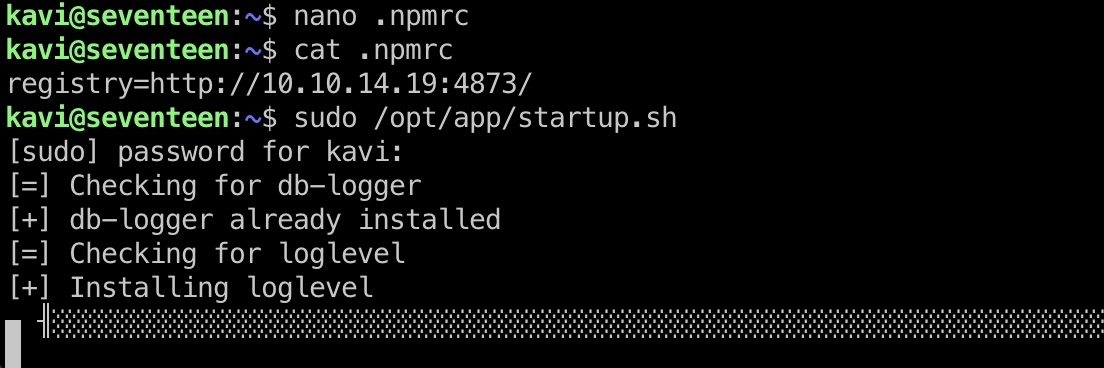 kavi@seventeen:~$ nano .npmrc
kavi@seventeen:~$ cat .npmrc
registry=http://10.10.14.19:4873/
kavi@seventeen:~$ sudo /opt/app/startup.sh
[sudo] password for kavi:
[=] Checking for db-logger
[+] db-logger already installed
[=] Checking for loglevel
[+] Installing loglevel